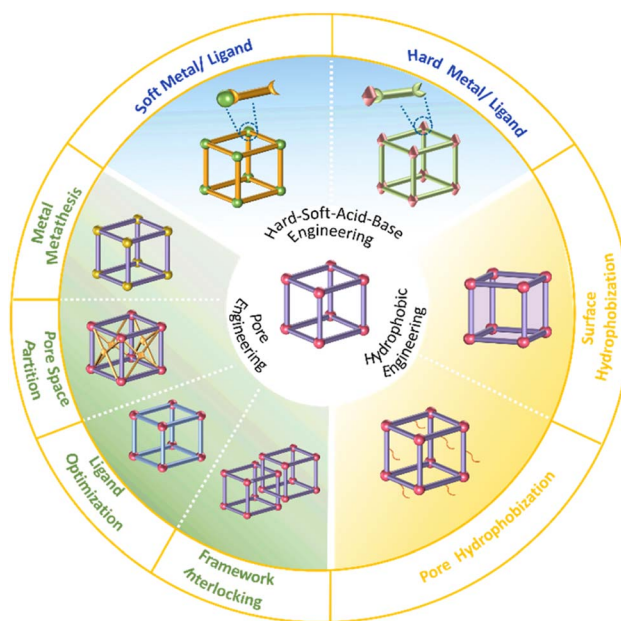 Soft Metal/ Ligand
Hard Metal/ Ligand
Metal
Metathesis
Hard-Soft-Acid-Base
Engineering
Pore
Engineering
Hydrophobic
Engineering
Surface
Hydrophobization
Pore Space
Partition
Ligand
Optimization
Framework
Interlocking
Pore Hydrophobization